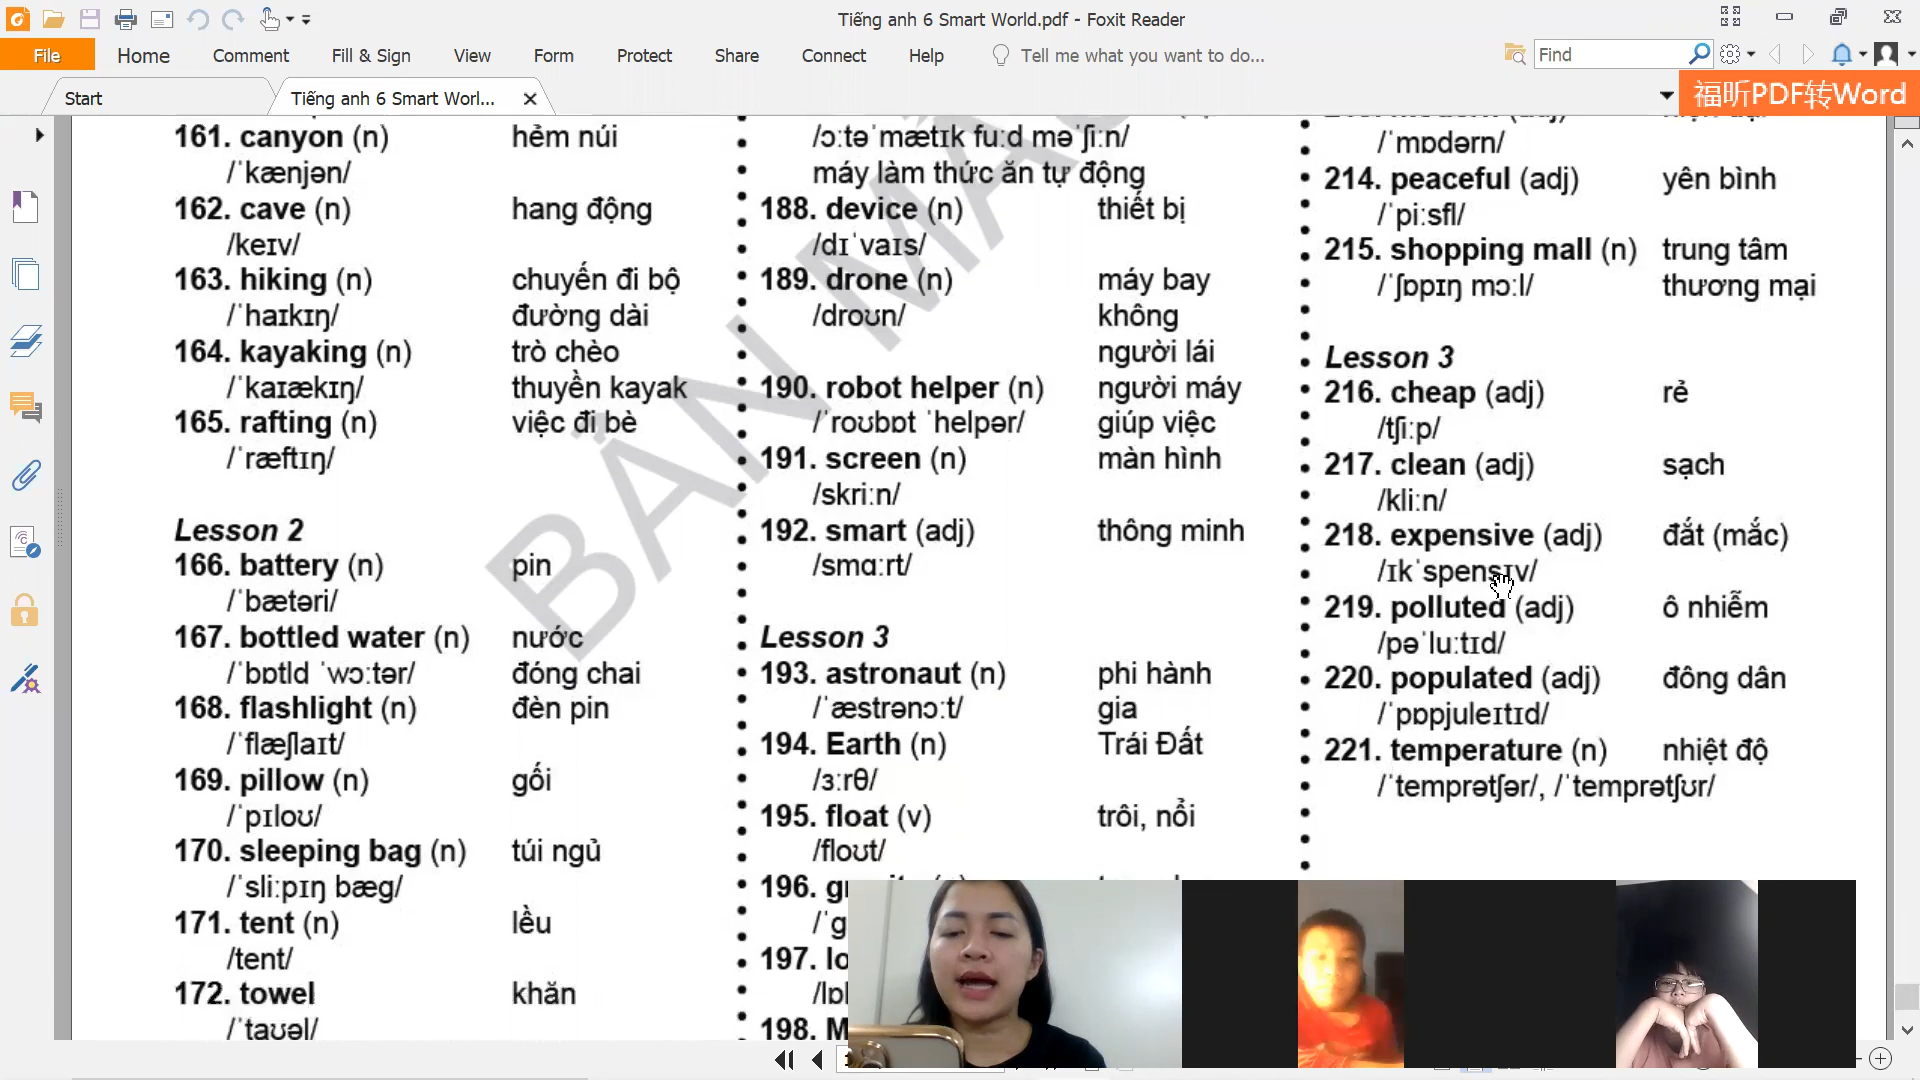 Tiếng anh 6 Smart World.pdf - Foxit Reader
File Home Comment Fill & Sign View Form Protect Share Connect Help Tell me what you want to do... Find
Start Tiếng anh 6 Smart Worl... 福昕PDF转Word
161. canyon (n) hẻm núi
/ˈkænjən/
162. cave (n) hang động
/keɪv/
163. hiking (n) chuyến đi bộ
/ˈhaɪkɪŋ/ đường dài
164. kayaking (n) trò chèo
/ˈkaɪækɪŋ/ thuyền kayak
165. rafting (n) việc đi bè
/ˈræftɪŋ/
Lesson 2
166. battery (n) pin
/ˈbætəri/
167. bottled water (n) nước
/ˈbɒtld ˈwɔːtər/ đóng chai
168. flashlight (n) đèn pin
/ˈflæʃlaɪt/
169. pillow (n) gối
/ˈpɪloʊ/
170. sleeping bag (n) túi ngủ
/ˈsliːpɪŋ bæg/
171. tent (n) lều
/tent/
172. towel khăn
/ˈtaʊəl/
/ɔːtəˈmætɪk fuːd məˈʃiːn/
máy làm thức ăn tự động
188. device (n) thiết bị
/dɪˈvaɪs/
189. drone (n) máy bay
/droʊn/ không
người lái
190. robot helper (n) người máy
/ˈroʊbɒt ˈhelpər/ giúp việc
191. screen (n) màn hình
/skriːn/
192. smart (adj) thông minh
/smɑːrt/
Lesson 3
193. astronaut (n) phi hành
/ˈæstrənɔːt/ gia
194. Earth (n) Trái Đất
/ɜːrθ/
195. float (v) trôi, nổi
/floʊt/
196.
197. lo
198. M
/ˈmɒdərn/
214. peaceful (adj) yên bình
/ˈpiːsfl/
215. shopping mall (n) trung tâm
/ˈʃɒpɪŋ mɔːl/ thương mại
Lesson 3
216. cheap (adj) rẻ
/tʃiːp/
217. clean (adj) sạch
/kliːn/
218. expensive (adj) đắt (mắc)
/ɪkˈspensɪv/
219. polluted (adj) ô nhiễm
/pəˈluːtɪd/
220. populated (adj) đông dân
/ˈpɒpjuleɪtɪd/
221. temperature (n) nhiệt độ
/ˈtemprətʃər/, /ˈtemprətʃʊr/
BẢN MẪU